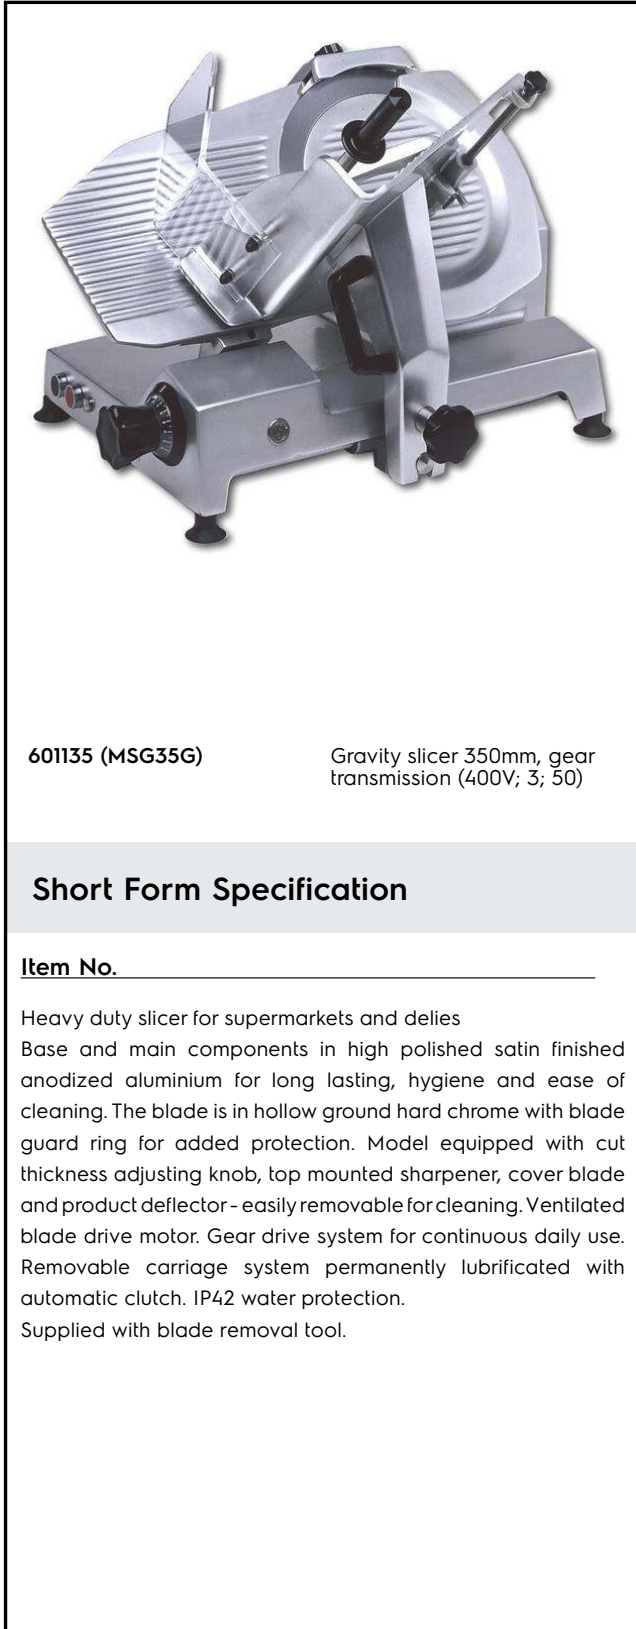 601135 (MSG35G)
Gravity slicer 350mm, gear
transmission (400V; 3; 50)
Short Form Specification
Item No.
Heavy duty slicer for supermarkets and delies
Base and main components in high polished satin finished
anodized aluminium for long lasting, hygiene and ease of
cleaning. The blade is in hollow ground hard chrome with blade
guard ring for added protection. Model equipped with cut
thickness adjusting knob, top mounted sharpener, cover blade
and product deflector - easily removable for cleaning. Ventilated
blade drive motor. Gear drive system for continuous daily use.
Removable carriage system permanently lubrificated with
automatic clutch. IP42 water protection.
Supplied with blade removal tool.